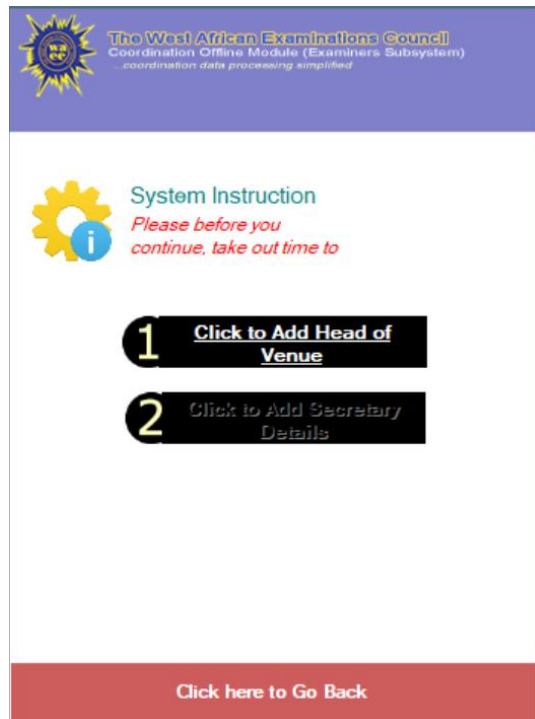 The West African Examinations Council
Coordination Offline Module (Examiners Subsystem)
...coordination data processing simplified
waec
System Instruction
Please before you
continue, take out time to
1
Click to Add Head of
Venue
2
Click to Add Secretary
Details
i
Click here to Go Back